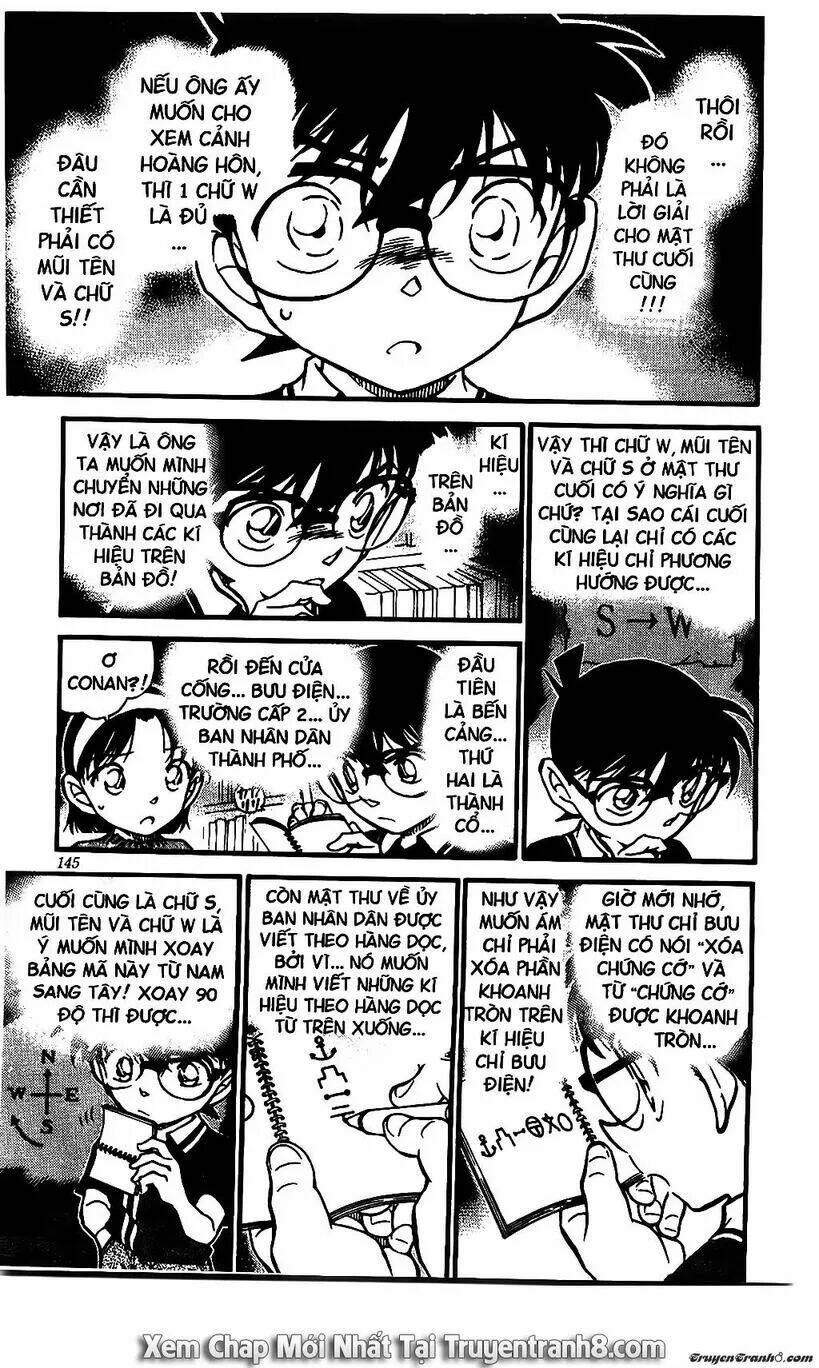 THÔI
RỒI
...
ĐÓ
KHÔNG
PHẢI LÀ
LỜI GIẢI
CHO MẬT
THƯ CUỐI
CÙNG
!!!
NẾU ÔNG ẤY
MUỐN CHO
XEM CẢNH
HOÀNG HÔN,
THÌ 1 CHỮ W
LÀ ĐỦ
...
ĐÂU
CẦN
THIẾT
PHẢI CÓ
MŨI TÊN
VÀ CHỮ
S!!
VẬY THÌ CHỮ W, MŨI TÊN
VÀ CHỮ S Ở MẬT THƯ
CUỐI CÓ Ý NGHĨA GÌ
CHỨ? TẠI SAO CÁI CUỐI
CÙNG LẠI CHỈ CÓ CÁC
KÍ HIỆU CHỈ PHƯƠNG
HƯỚNG ĐƯỢC...
S → W
KÍ
HIỆU
...
TRÊN
BẢN
ĐỒ
...
VẬY LÀ ÔNG
TA MUỐN MÌNH
CHUYỂN NHỮNG
NƠI ĐÃ ĐI QUA
THÀNH CÁC KÍ
HIỆU TRÊN
BẢN ĐỒ!
ĐẦU
TIÊN
LÀ BẾN
CẢNG...
THỨ
HAI LÀ
THÀNH
CỔ...
RỒI ĐẾN CỬA
CỐNG... BƯU ĐIỆN...
TRƯỜNG CẤP 2... ỦY
BAN NHÂN DÂN
THÀNH PHỐ...
Ơ
CONAN?!
145
GIỜ MỚI NHỚ,
MẬT THƯ CHỈ BƯU
ĐIỆN CÓ NÓI "XÓA
CHỨNG CỚ" VÀ
TỪ "CHỨNG CỚ"
ĐƯỢC KHOANH
TRÒN...
NHƯ VẬY
MUỐN ÁM
CHỈ PHẢI
XÓA PHẦN
KHOANH
TRÒN TRÊN
KÍ HIỆU
CHỈ BƯU
ĐIỆN!
CÒN MẬT THƯ VỀ ỦY
BAN NHÂN DÂN ĐƯỢC
VIẾT THEO HÀNG DỌC,
BỞI VÌ... NÓ MUỐN
MÌNH VIẾT NHỮNG KÍ
HIỆU THEO HÀNG DỌC
TỪ TRÊN XUỐNG...
CUỐI CÙNG LÀ CHỮ S,
MŨI TÊN VÀ CHỮ W LÀ
Ý MUỐN MÌNH XOAY
BẢNG MÃ NÀY TỪ NAM
SANG TÂY! XOAY 90
ĐỘ THÌ ĐƯỢC...
N
W E
S
Xem Chap Mới Nhất Tại Truyentranh8.com
TruyenTranh8.com